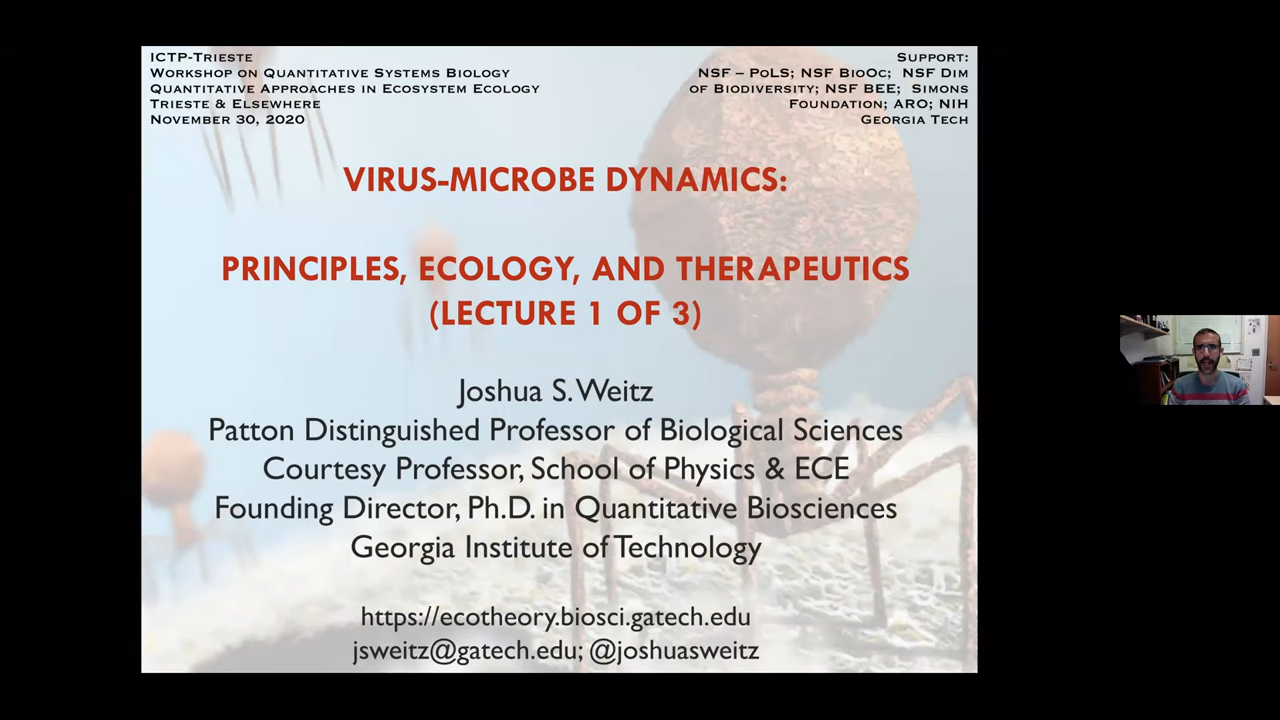 ICTP-Trieste
Workshop on Quantitative Systems Biology
Quantitative Approaches in Ecosystem Ecology
Trieste & Elsewhere
November 30, 2020
Support:
NSF – PoLS; NSF BioOc; NSF Dim
of Biodiversity; NSF BEE; Simons
Foundation; ARO; NIH
Georgia Tech
VIRUS-MICROBE DYNAMICS:
PRINCIPLES, ECOLOGY, AND THERAPEUTICS
(LECTURE 1 OF 3)
Joshua S. Weitz
Patton Distinguished Professor of Biological Sciences
Courtesy Professor, School of Physics & ECE
Founding Director, Ph.D. in Quantitative Biosciences
Georgia Institute of Technology
https://ecotheory.biosci.gatech.edu
jsweitz@gatech.edu; @joshuasweitz